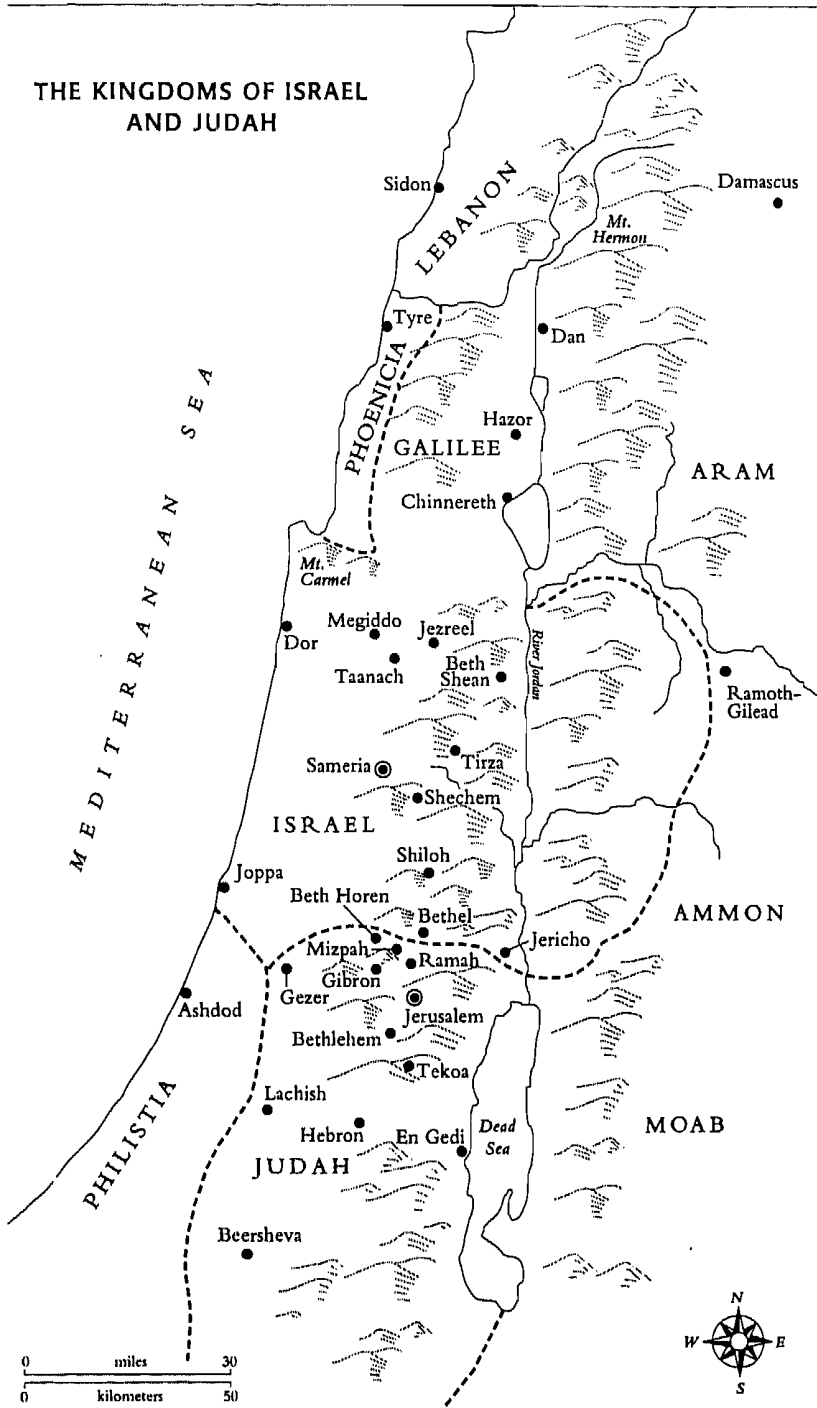 THE KINGDOMS OF ISRAEL
AND JUDAH
Sidon
LEBANON
Damascus
Mt.
Hermon
Tyre
Dan
PHOENICIA
MEDITERRANEAN SEA
Hazor
GALILEE
ARAM
Chinnereth
Mt.
Carmel
Dor
Megiddo
Jezreel
Taanach
Beth
Shean
River Jordan
Ramoth-
Gilead
Tirza
Sameria
Shechem
ISRAEL
Shiloh
Joppa
Beth Horen
Bethel
AMMON
Mizpah
Jericho
Ramah
Gibron
Gezer
Ashdod
Jerusalem
Bethlehem
Tekoa
PHILISTIA
Lachish
Hebron
En Gedi
Dead
Sea
MOAB
JUDAH
Beersheva
N
W E
S
0 miles 30
0 kilometers 50